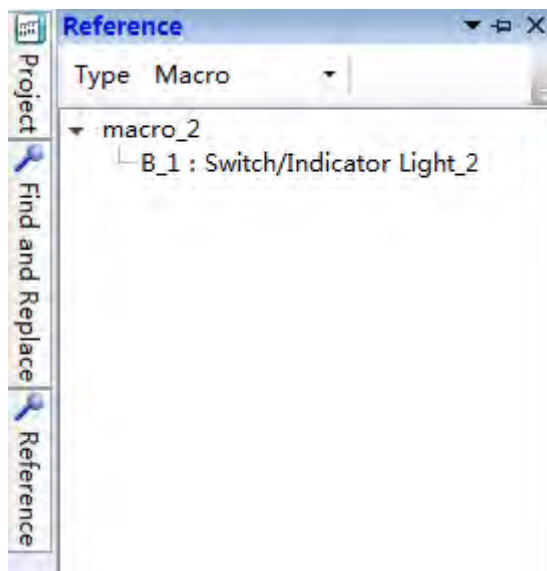 Reference
Type Macro
macro_2
B_1 : Switch/Indicator Light_2
Project
Find and Replace
Reference